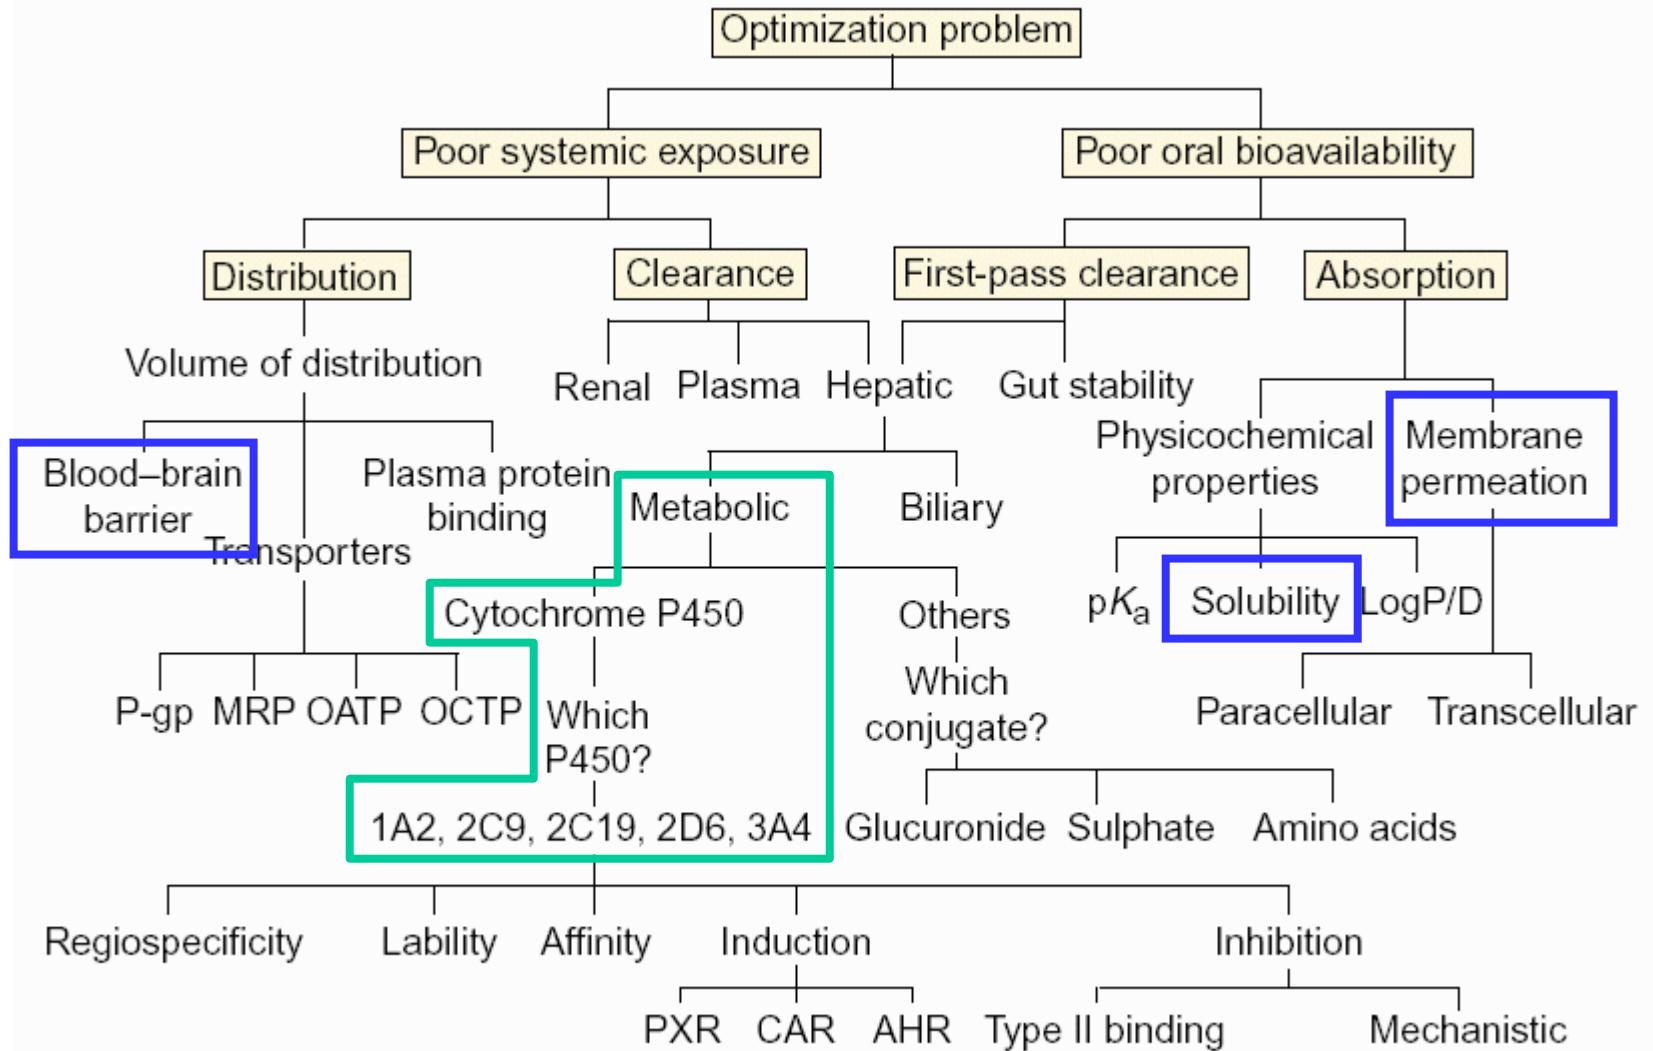 Optimization problem
Poor systemic exposure
Poor oral bioavailability
Distribution
Clearance
First-pass clearance
Absorption
Volume of distribution
Renal
Plasma
Hepatic
Gut stability
Physicochemical
properties
Membrane
permeation
Blood–brain
barrier
Plasma protein
binding
Transporters
Metabolic
Biliary
Cytochrome P450
Others
pKa
Solubility
LogP/D
P-gp
MRP
OATP
OCTP
Which
P450?
Which
conjugate?
Paracellular
Transcellular
1A2, 2C9, 2C19, 2D6, 3A4
Glucuronide
Sulphate
Amino acids
Regiospecificity
Lability
Affinity
Induction
Inhibition
PXR
CAR
AHR
Type II binding
Mechanistic